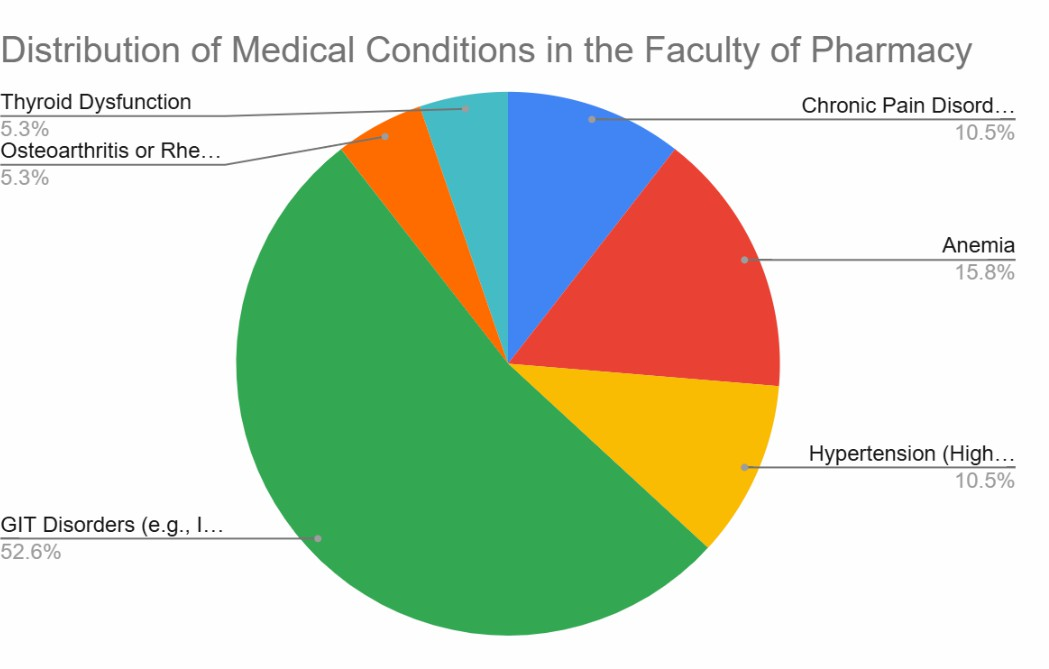 Distribution of Medical Conditions in the Faculty of Pharmacy
Thyroid Dysfunction
5.3%
Osteoarthritis or Rhe…
5.3%
GIT Disorders (e.g., I…
52.6%
Chronic Pain Disord…
10.5%
Anemia
15.8%
Hypertension (High…
10.5%